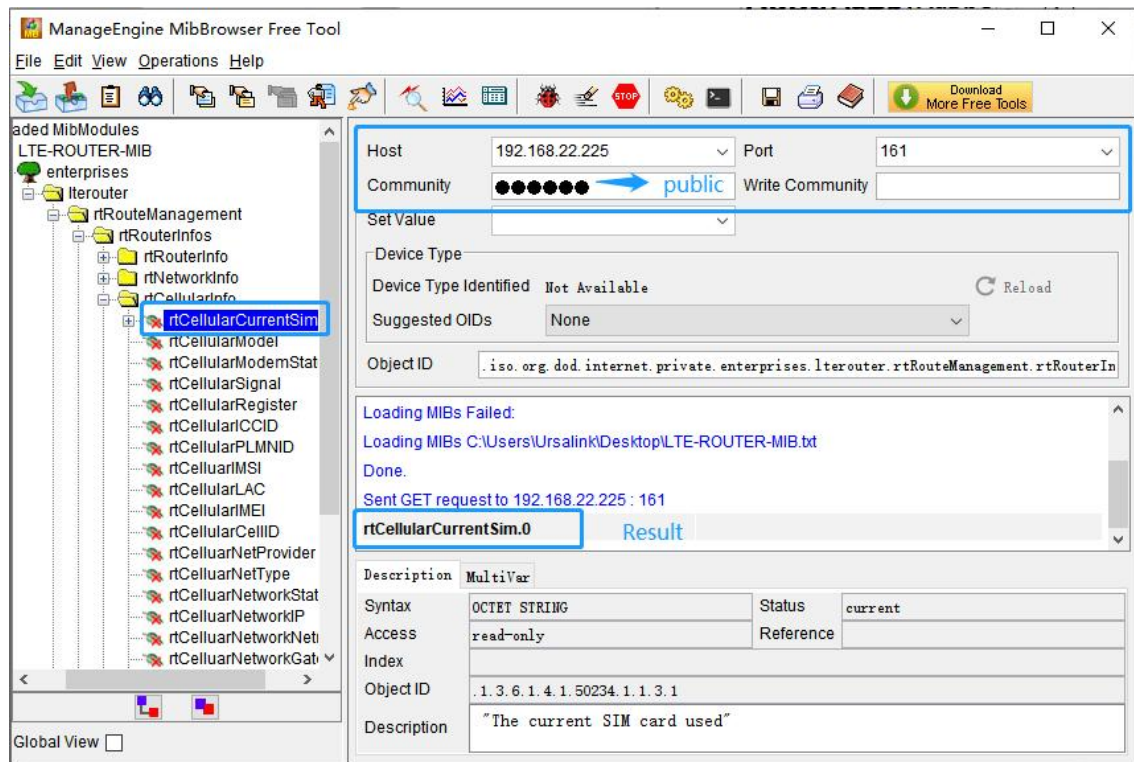 ManageEngine MibBrowser Free Tool
File Edit View Operations Help
STOP
Download
More Free Tools
aded MibModules
LTE-ROUTER-MIB
enterprises
lterouter
rtRouteManagement
rtRouterInfos
rtRouterInfo
rtNetworkInfo
rtCellularInfo
rtCellularCurrentSim
rtCellularModel
rtCellularModemStat
rtCellularSignal
rtCellularRegister
rtCellularICCID
rtCellularPLMNID
rtCelluarIMSI
rtCellularLAC
rtCellularIMEI
rtCellularCellID
rtCelluarNetProvider
rtCelluarNetType
rtCelluarNetworkStat
rtCelluarNetworkIP
rtCelluarNetworkNet
rtCelluarNetworkGat
Global View
Host 192.168.22.225 Port 161
Community ●●●●●● public Write Community
Set Value
Device Type
Device Type Identified Not Available Reload
Suggested OIDs None
Object ID .iso.org.dod.internet.private.enterprises.lterouter.rtRouteManagement.rtRouterIn
Loading MIBs Failed:
Loading MIBs C:\Users\Ursalink\Desktop\LTE-ROUTER-MIB.txt
Done.
Sent GET request to 192.168.22.225 : 161
rtCellularCurrentSim.0 Result
Description MultiVar
Syntax OCTET STRING Status current
Access read-only Reference
Index
Object ID .1.3.6.1.4.1.50234.1.1.3.1
Description "The current SIM card used"